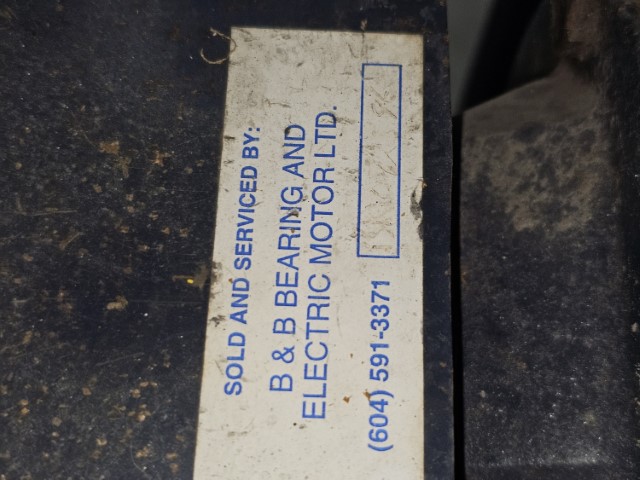 SOLD AND SERVICED BY:
B & B BEARING AND
ELECTRIC MOTOR LTD.
(604) 591-3371